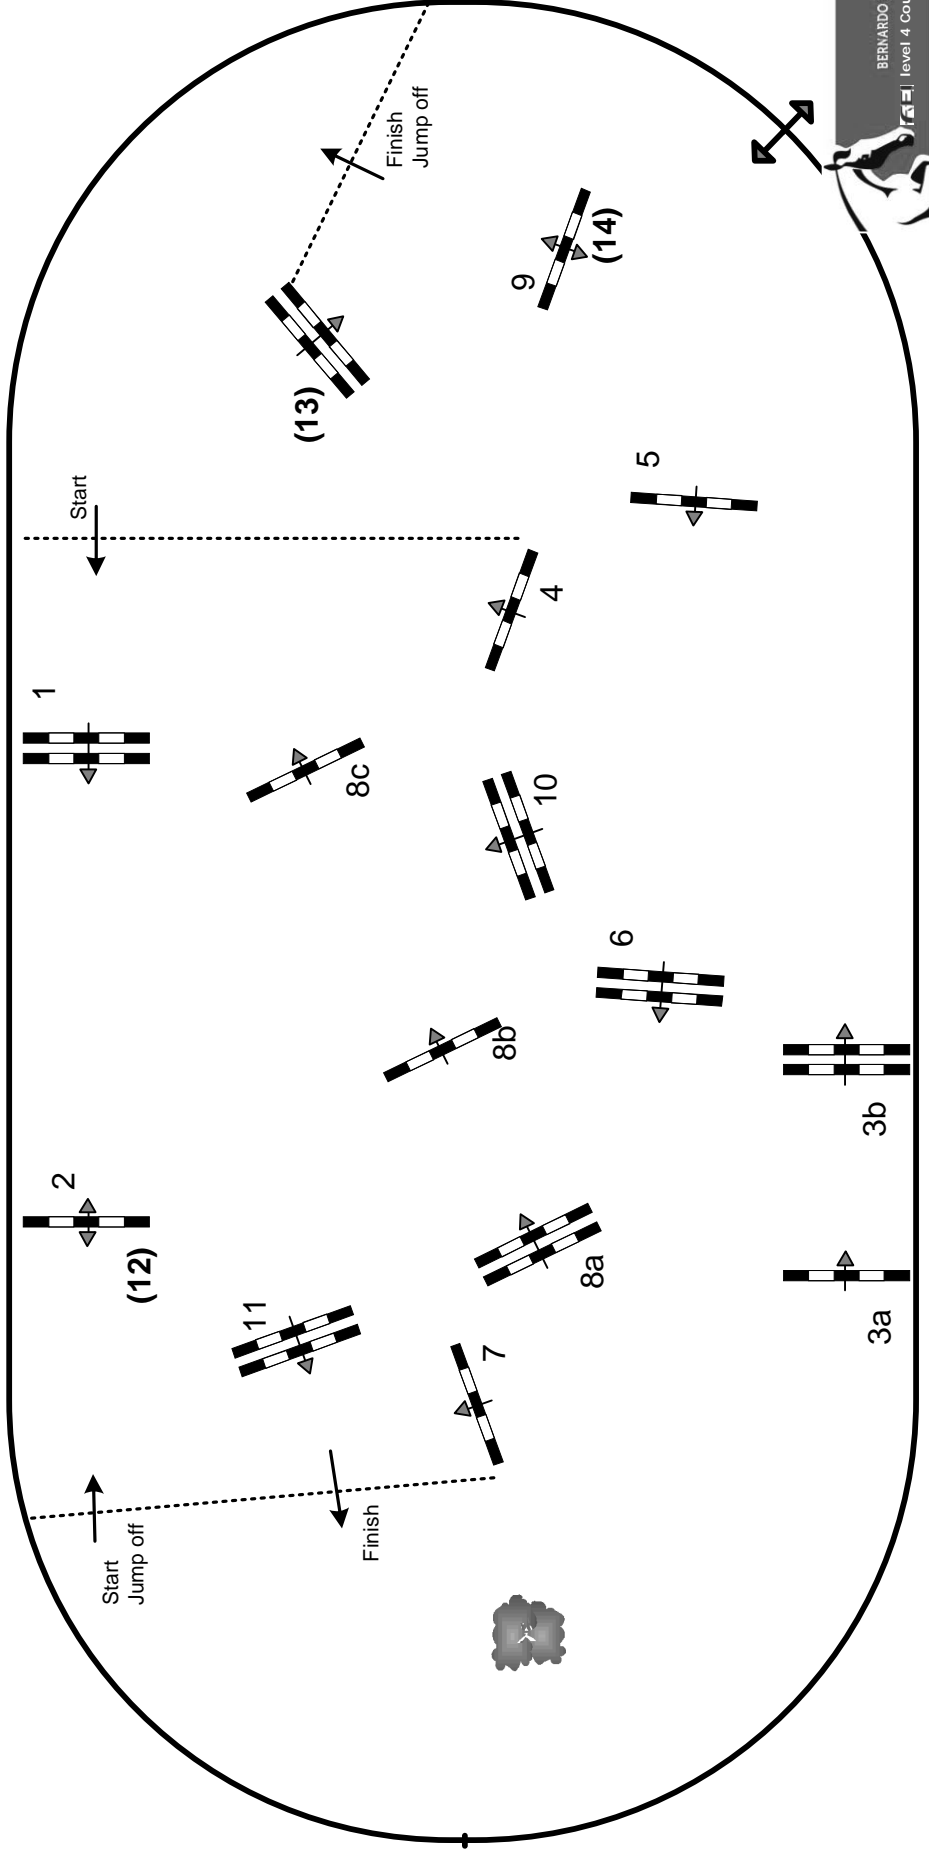 BERNARDO
FEI level 4 Cou
Finish
Jump off
(14)
9
(13)
Start
5
4
1
8c
10
6
8b
3b
2
(12)
8a
3a
11
7
Start
Jump off
Finish